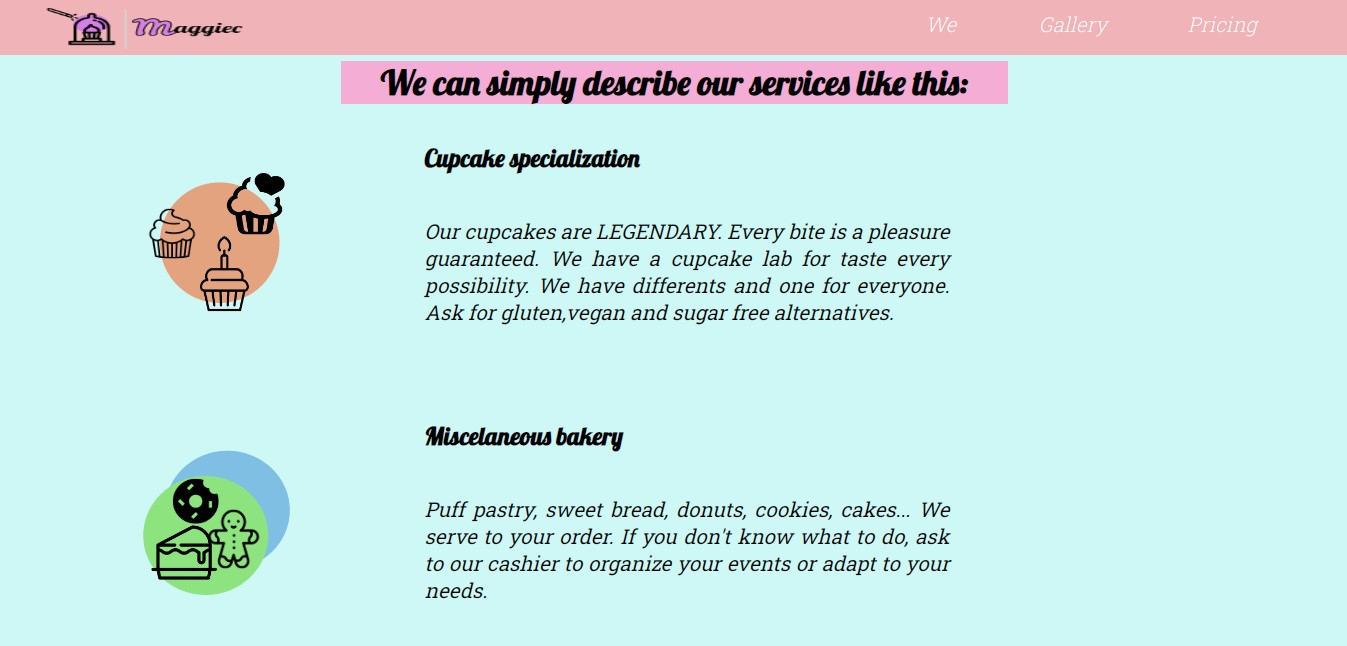 Maggiec
We Gallery Pricing
We can simply describe our services like this:
Cupcake specialization
Our cupcakes are LEGENDARY. Every bite is a pleasure
guaranteed. We have a cupcake lab for taste every
possibility. We have differents and one for everyone.
Ask for gluten,vegan and sugar free alternatives.
Miscelaneous bakery
Puff pastry, sweet bread, donuts, cookies, cakes... We
serve to your order. If you don't know what to do, ask
to our cashier to organize your events or adapt to your
needs.